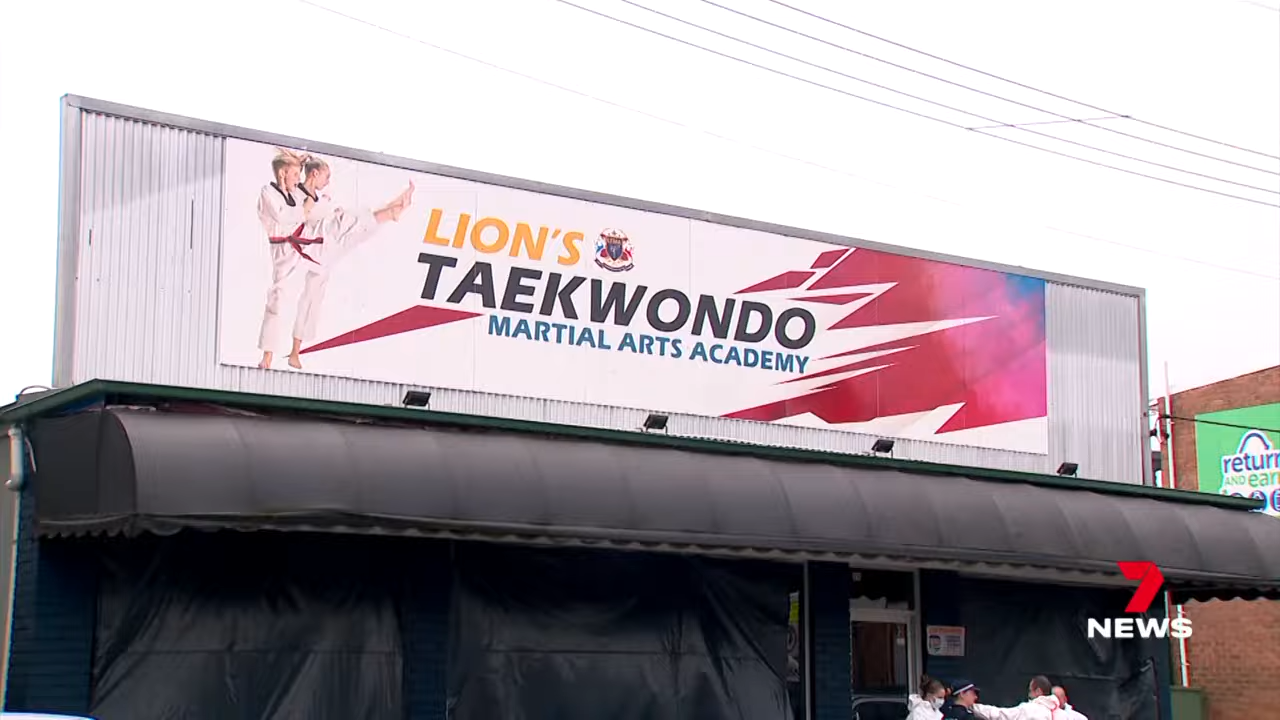 LION'S
TAEKWONDO
MARTIAL ARTS ACADEMY
return
AND earn
7
NEWS